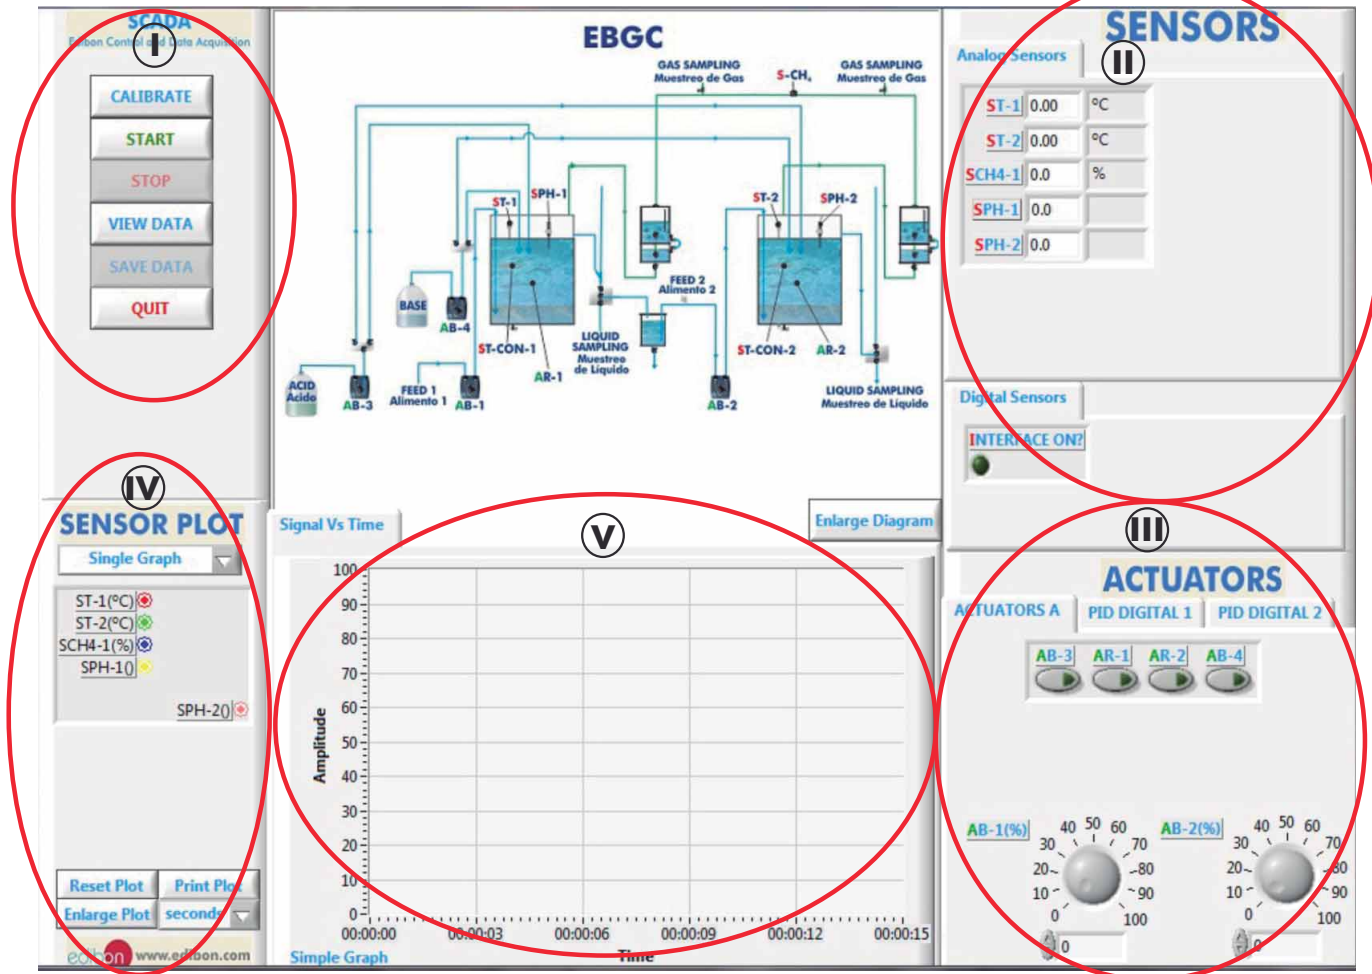 SCADA
Edibon Control and Data Acquisition
I
CALIBRATE
START
STOP
VIEW DATA
SAVE DATA
QUIT
EBGC
GAS SAMPLING
Muestreo de Gas
S-CH₄
GAS SAMPLING
Muestreo de Gas
ST-1
SPH-1
ST-2
SPH-2
BASE
AB-4
FEED 2
Alimento 2
ST-CON-1
AR-1
LIQUID
SAMPLING
Muestreo
de Líquido
ST-CON-2
AR-2
ACID
Ácido
AB-3
FEED 1
Alimento 1
AB-1
AB-2
LIQUID SAMPLING
Muestreo de Líquido
Enlarge Diagram
SENSORS
II
Analog Sensors
ST-1 0.00 ºC
ST-2 0.00 ºC
SCH4-1 0.0 %
SPH-1 0.0
SPH-2 0.0
Digital Sensors
INTERFACE ON?
III
ACTUATORS
ACTUATORS A
PID DIGITAL 1
PID DIGITAL 2
AB-3 AR-1 AR-2 AB-4
AB-1(%)
0 10 20 30 40 50 60 70 80 90 100
0
AB-2(%)
0 10 20 30 40 50 60 70 80 90 100
0
IV
SENSOR PLOT
Single Graph
ST-1(ºC)
ST-2(ºC)
SCH4-1(%)
SPH-1()
SPH-2()
Reset Plot
Print Plot
Enlarge Plot
seconds
edibon www.edibon.com
Signal Vs Time
V
Amplitude
100
90
80
70
60
50
40
30
20
10
0
00:00:00 00:00:03 00:00:06 00:00:09 00:00:12 00:00:15
Time
Simple Graph